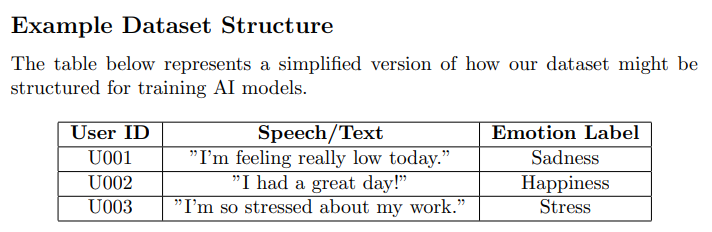 Example Dataset Structure
The table below represents a simplified version of how our dataset might be
structured for training AI models.
User ID Speech/Text Emotion Label
U001 ”I’m feeling really low today.” Sadness
U002 ”I had a great day!” Happiness
U003 ”I’m so stressed about my work.” Stress